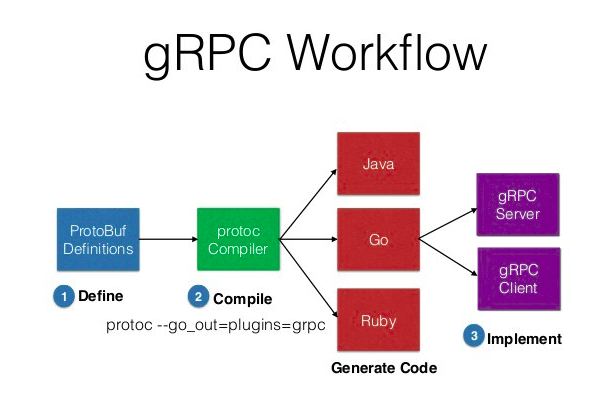 gRPC Workflow
ProtoBuf
Definitions
1 Define
protoc
Compiler
2 Compile
protoc --go_out=plugins=grpc
Java
Go
Ruby
Generate Code
gRPC
Server
gRPC
Client
3 Implement